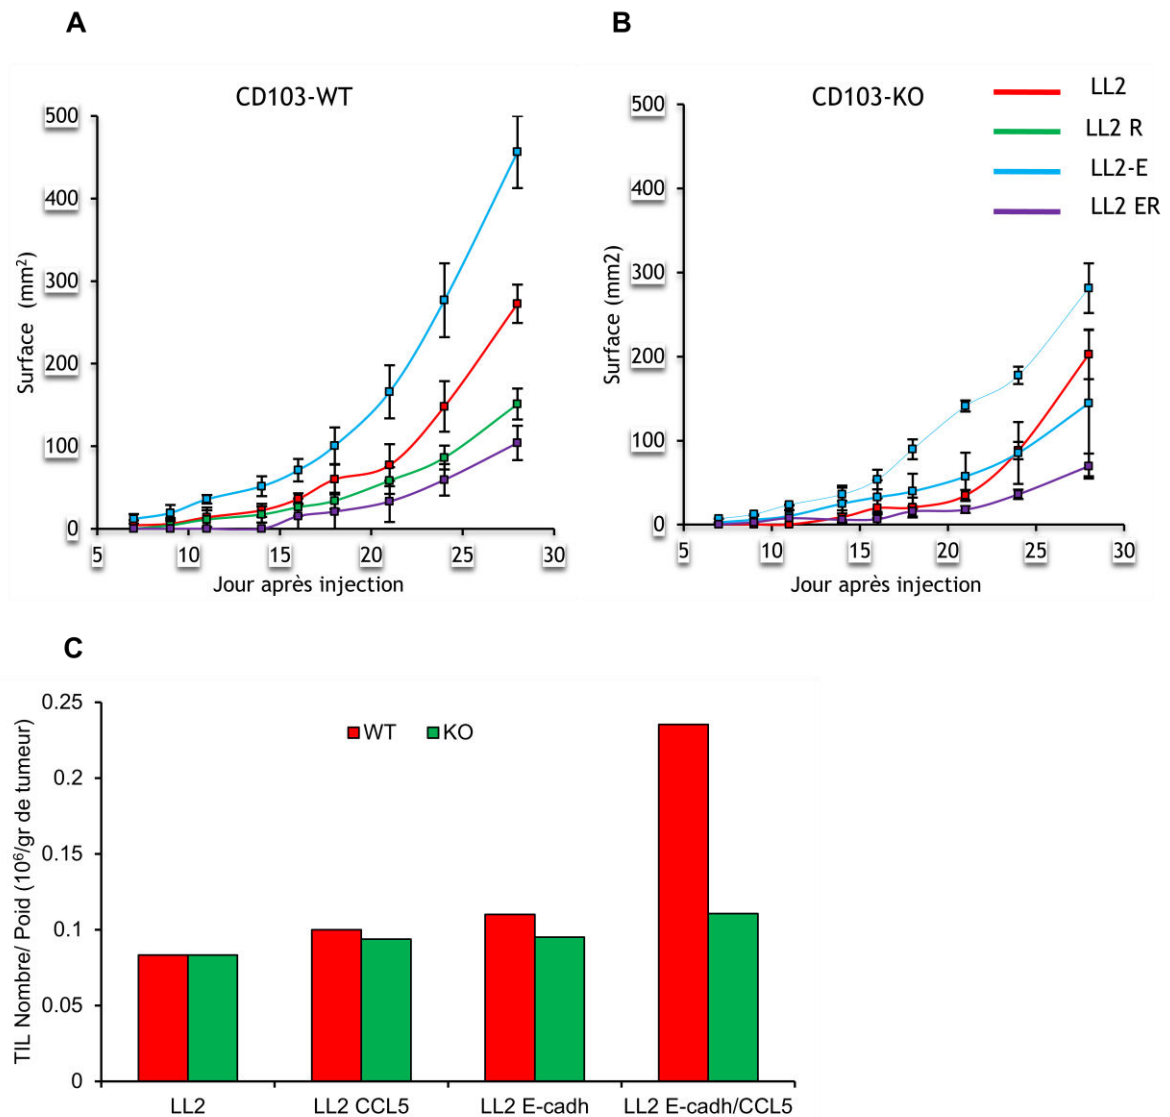 A
CD103-WT
Surface (mm²)
500
400
300
200
100
0
5 10 15 20 25 30
Jour après injection
B
CD103-KO
Surface (mm2)
500
400
300
200
100
0
5 10 15 20 25 30
Jour après injection
LL2
LL2 R
LL2-E
LL2 ER
C
TIL Nombre/ Poid (10⁶/gr de tumeur)
0.25
0.2
0.15
0.1
0.05
0
WT KO
LL2 LL2 CCL5 LL2 E-cadh LL2 E-cadh/CCL5